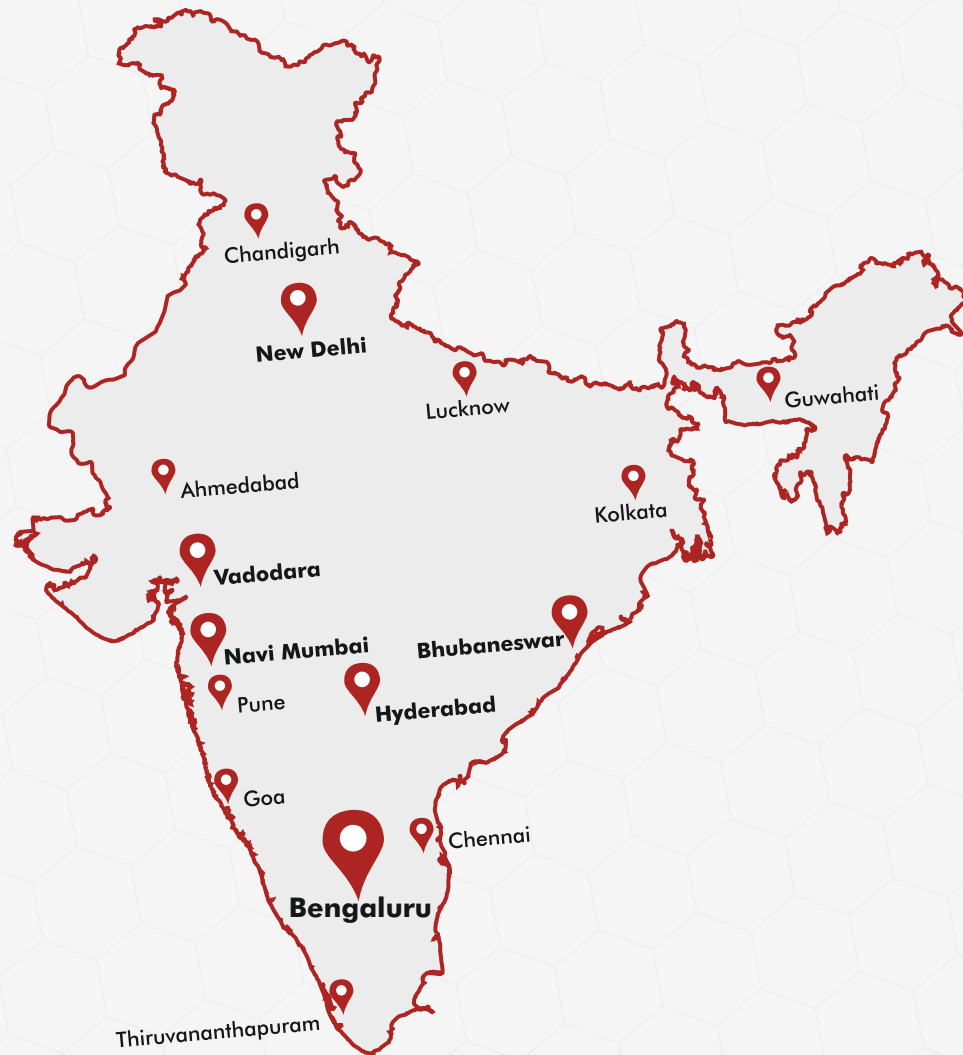 Chandigarh
New Delhi
Lucknow
Guwahati
Ahmedabad
Kolkata
Vadodara
Navi Mumbai
Bhubaneswar
Pune
Hyderabad
Goa
Chennai
Bengaluru
Thiruvananthapuram